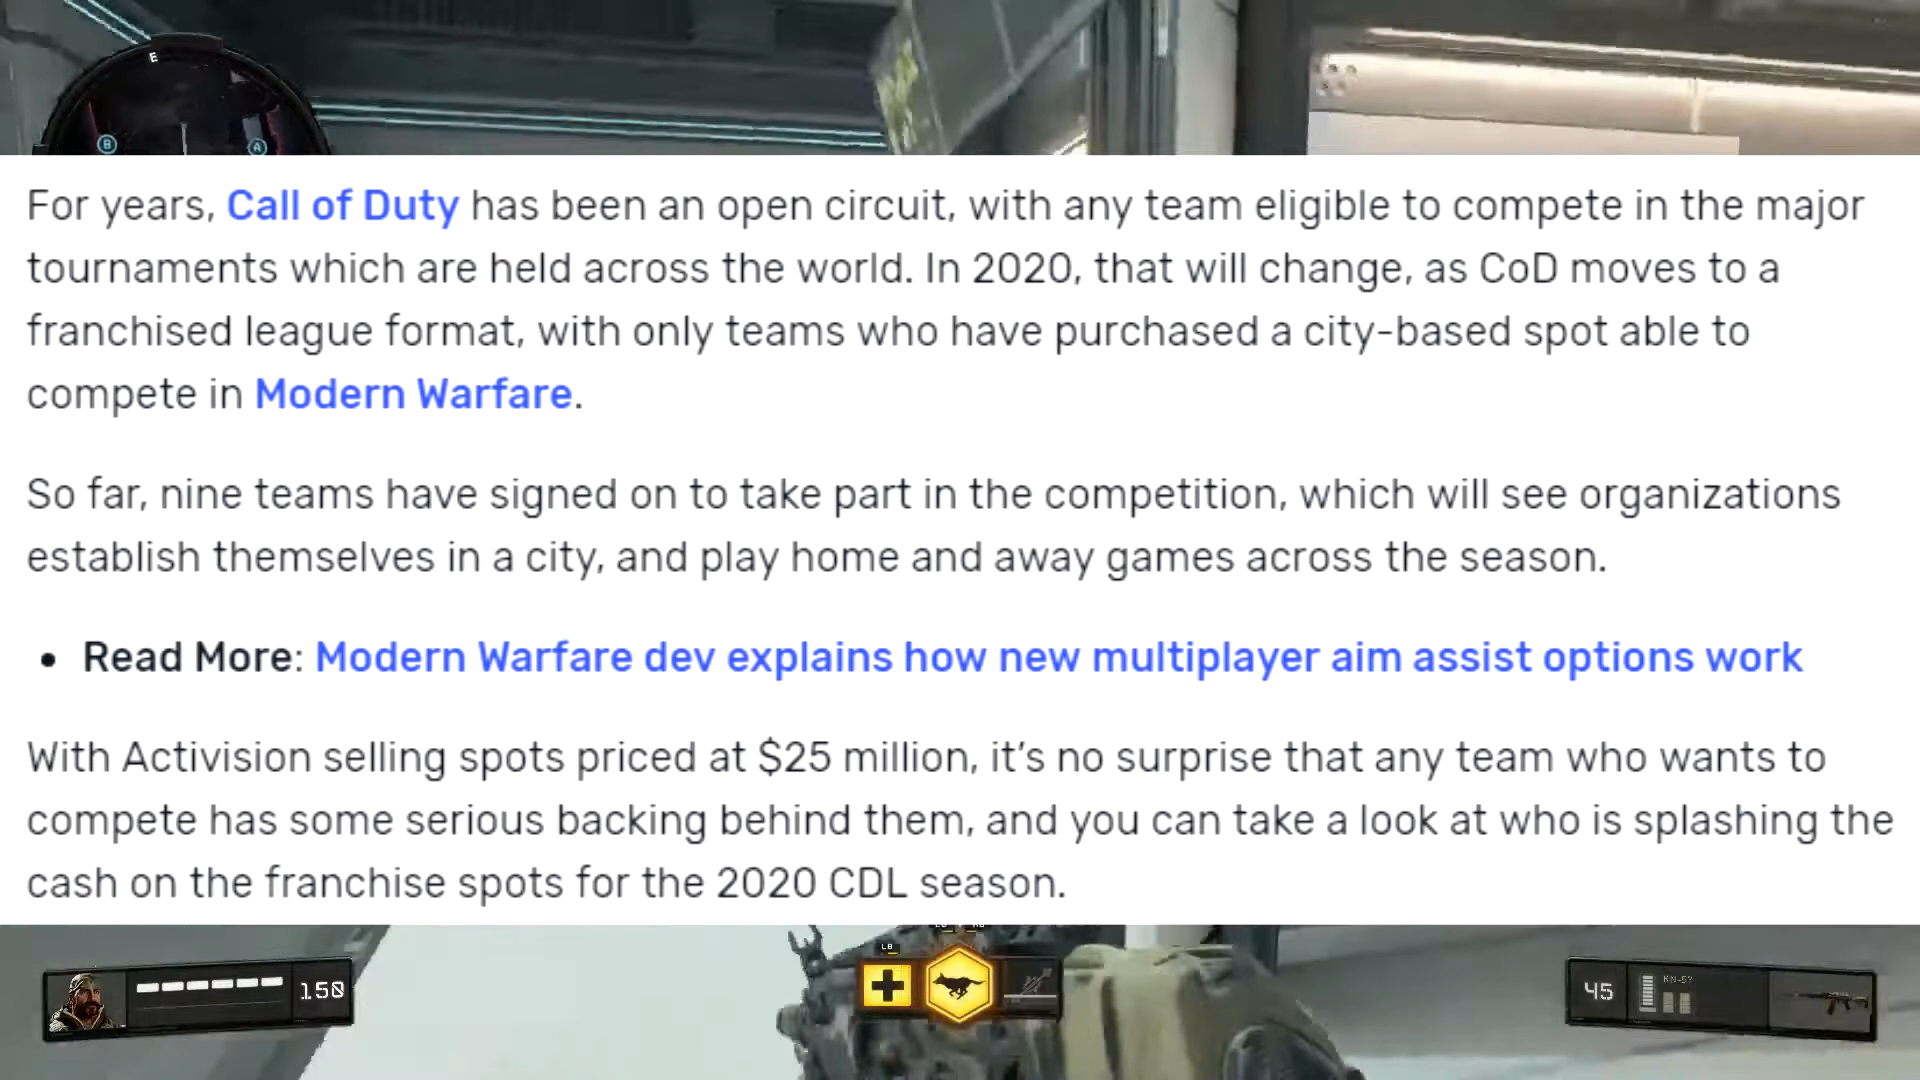 E
B
A
For years, Call of Duty has been an open circuit, with any team eligible to compete in the major
tournaments which are held across the world. In 2020, that will change, as CoD moves to a
franchised league format, with only teams who have purchased a city-based spot able to
compete in Modern Warfare.
So far, nine teams have signed on to take part in the competition, which will see organizations
establish themselves in a city, and play home and away games across the season.
• Read More: Modern Warfare dev explains how new multiplayer aim assist options work
With Activision selling spots priced at $25 million, it's no surprise that any team who wants to
compete has some serious backing behind them, and you can take a look at who is splashing the
cash on the franchise spots for the 2020 CDL season.
LB
150
45
KN-57